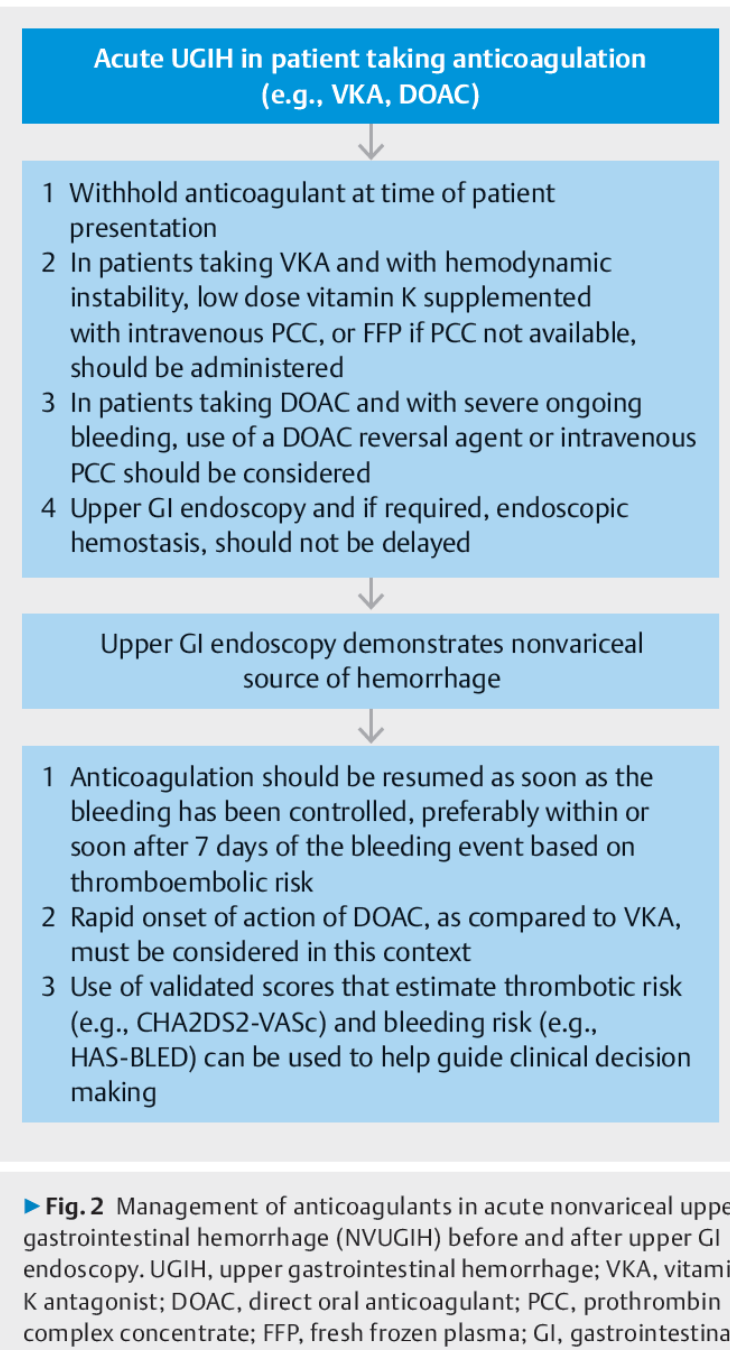 Acute UGIH in patient taking anticoagulation
(e.g., VKA, DOAC)
1 Withhold anticoagulant at time of patient
presentation
2 In patients taking VKA and with hemodynamic
instability, low dose vitamin K supplemented
with intravenous PCC, or FFP if PCC not available,
should be administered
3 In patients taking DOAC and with severe ongoing
bleeding, use of a DOAC reversal agent or intravenous
PCC should be considered
4 Upper GI endoscopy and if required, endoscopic
hemostasis, should not be delayed
Upper GI endoscopy demonstrates nonvariceal
source of hemorrhage
1 Anticoagulation should be resumed as soon as the
bleeding has been controlled, preferably within or
soon after 7 days of the bleeding event based on
thromboembolic risk
2 Rapid onset of action of DOAC, as compared to VKA,
must be considered in this context
3 Use of validated scores that estimate thrombotic risk
(e.g., CHA2DS2-VASc) and bleeding risk (e.g.,
HAS-BLED) can be used to help guide clinical decision
making
▶ Fig. 2 Management of anticoagulants in acute nonvariceal uppe
gastrointestinal hemorrhage (NVUGIH) before and after upper GI
endoscopy. UGIH, upper gastrointestinal hemorrhage; VKA, vitami
K antagonist; DOAC, direct oral anticoagulant; PCC, prothrombin
complex concentrate; FFP, fresh frozen plasma; GI, gastrointestina